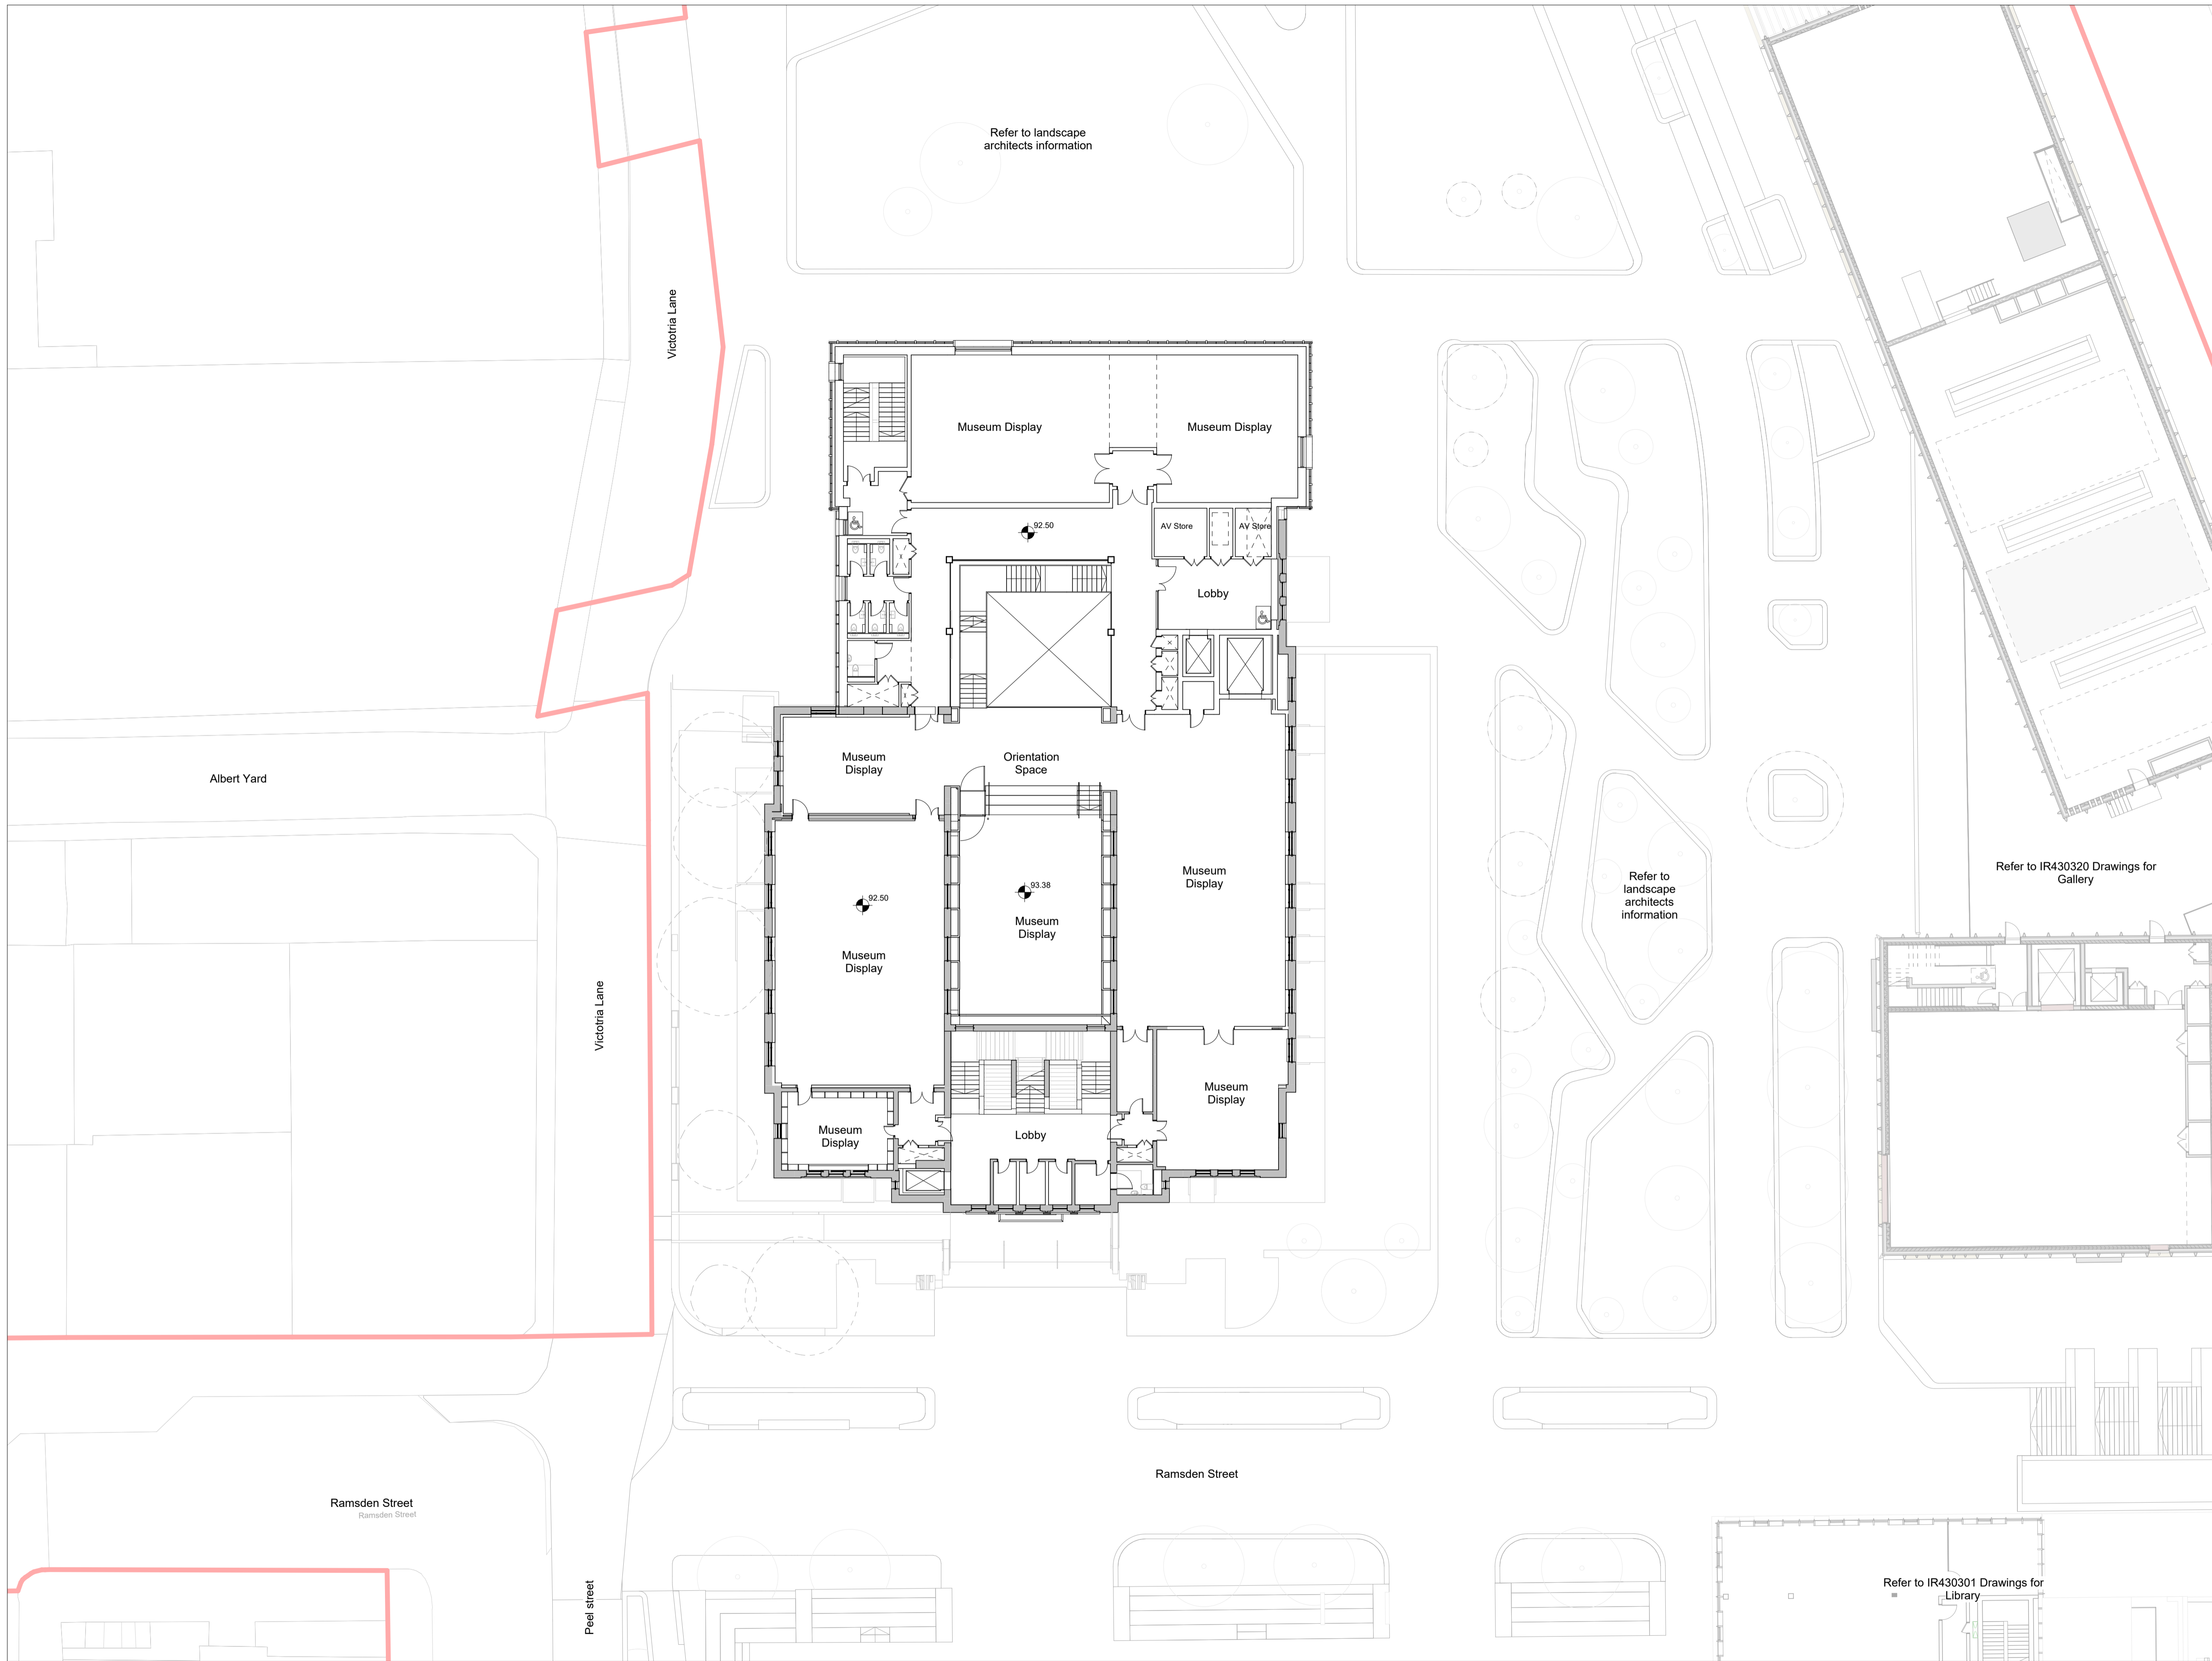 Refer to landscape
architects information
Victotria Lane
Museum Display
Museum Display
92.50
AV Store
AV Store
Lobby
Museum
Display
Orientation
Space
Albert Yard
Museum
Display
93.38
Museum
Display
92.50
Museum
Display
Refer to IR430320 Drawings for
Gallery
Refer to
landscape
architects
information
Victotria Lane
Museum
Display
Museum
Display
Lobby
Ramsden Street
Ramsden Street
Ramsden Street
Peel street
Refer to IR430301 Drawings for
Library